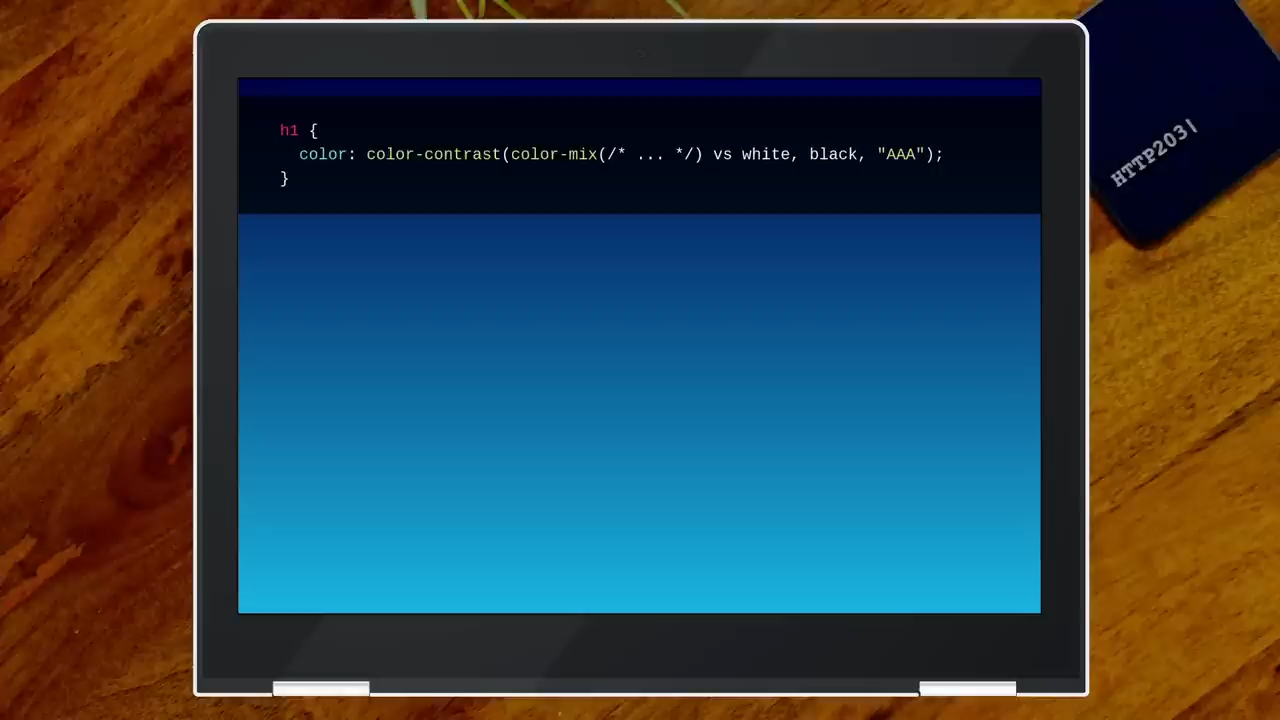 h1 {
color: color-contrast(color-mix(/* ... */) vs white, black, "AAA");
}
HTTP203|